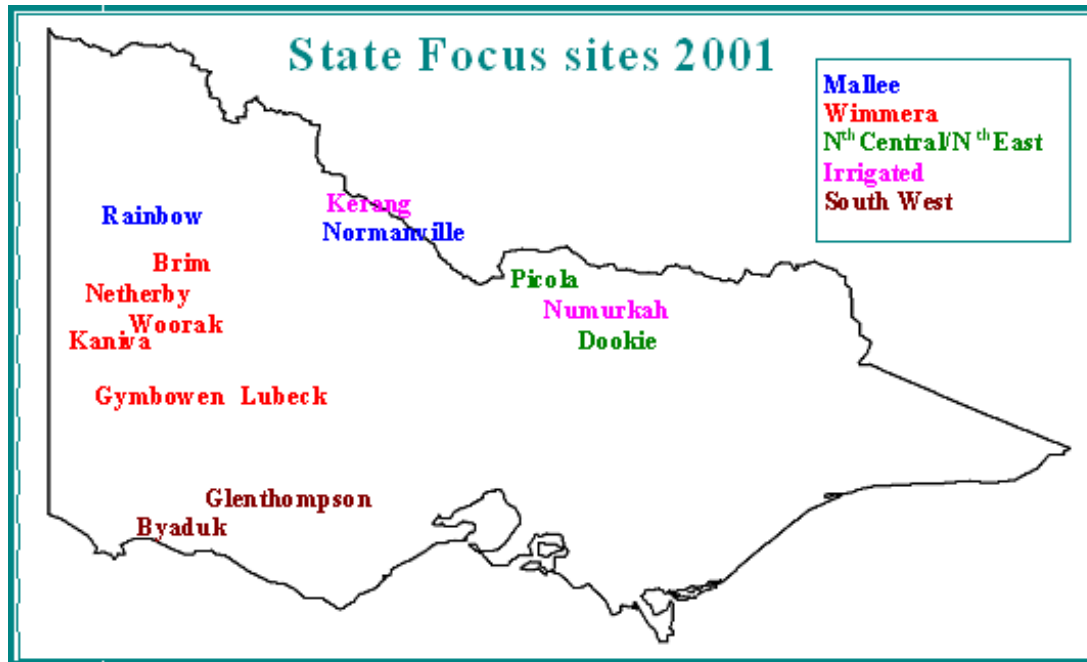 State Focus sites 2001
Mallee
Wimmera
Nth Central/Nth East
Irrigated
South West
Kerang
Rainbow
Normanville
Brim
Picola
Netherby
Numurkah
Woorak
Kaniva
Dookie
Gymbowen Lubeck
Glenthompson
Byaduk